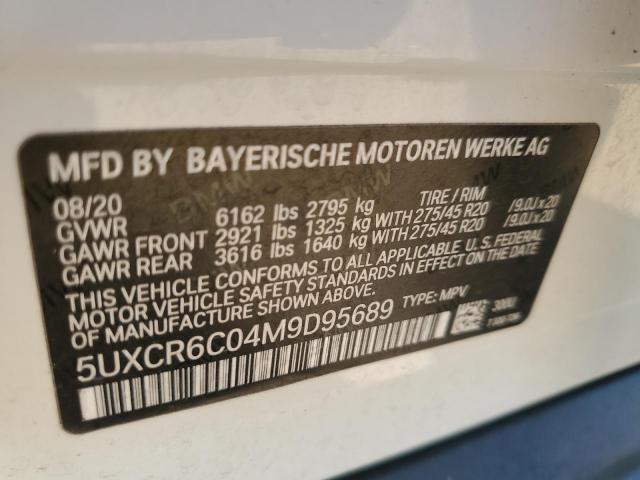 MFD BY BAYERISCHE MOTOREN WERKE AG
08/20 TIRE / RIM
GVWR 6162 lbs 2795 kg
GAWR FRONT 2921 lbs 1325 kg WITH 275/45 R20 /9.0J x 20
GAWR REAR 3616 lbs 1640 kg WITH 275/45 R20 /9.0J x 20
THIS VEHICLE CONFORMS TO ALL APPLICABLE U.S. FEDERAL
MOTOR VEHICLE SAFETY STANDARDS IN EFFECT ON THE DATE
OF MANUFACTURE SHOWN ABOVE.
5UXCR6C04M9D95689 TYPE: MPV
300U